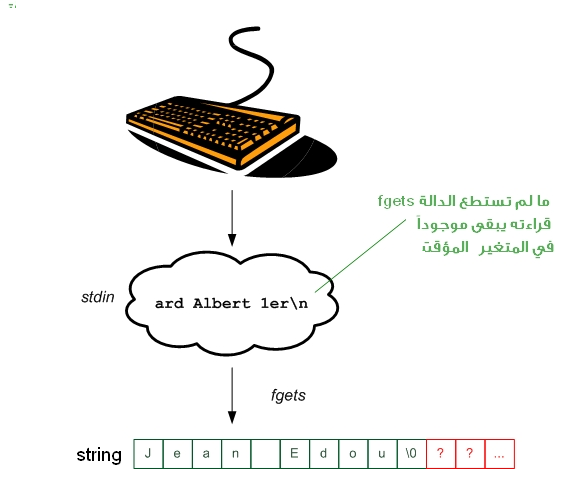 ما لم تستطع الدالة fgets
قراءته يبقى موجوداً
في المتغير المؤقت
stdin
ard Albert 1er\n
fgets
string J e a n E d o u \0 ? ? ...